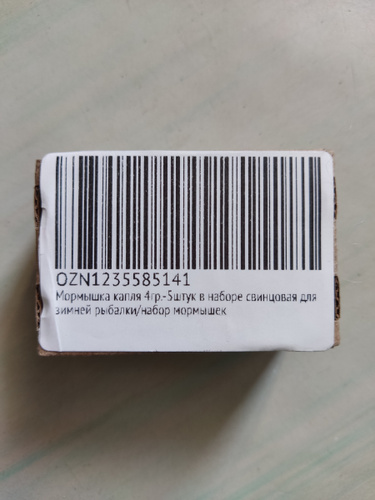 OZN1235585141
Мормышка капля 4гр.-5штук в наборе свинцовая для
зимней рыбалки/набор мормышек